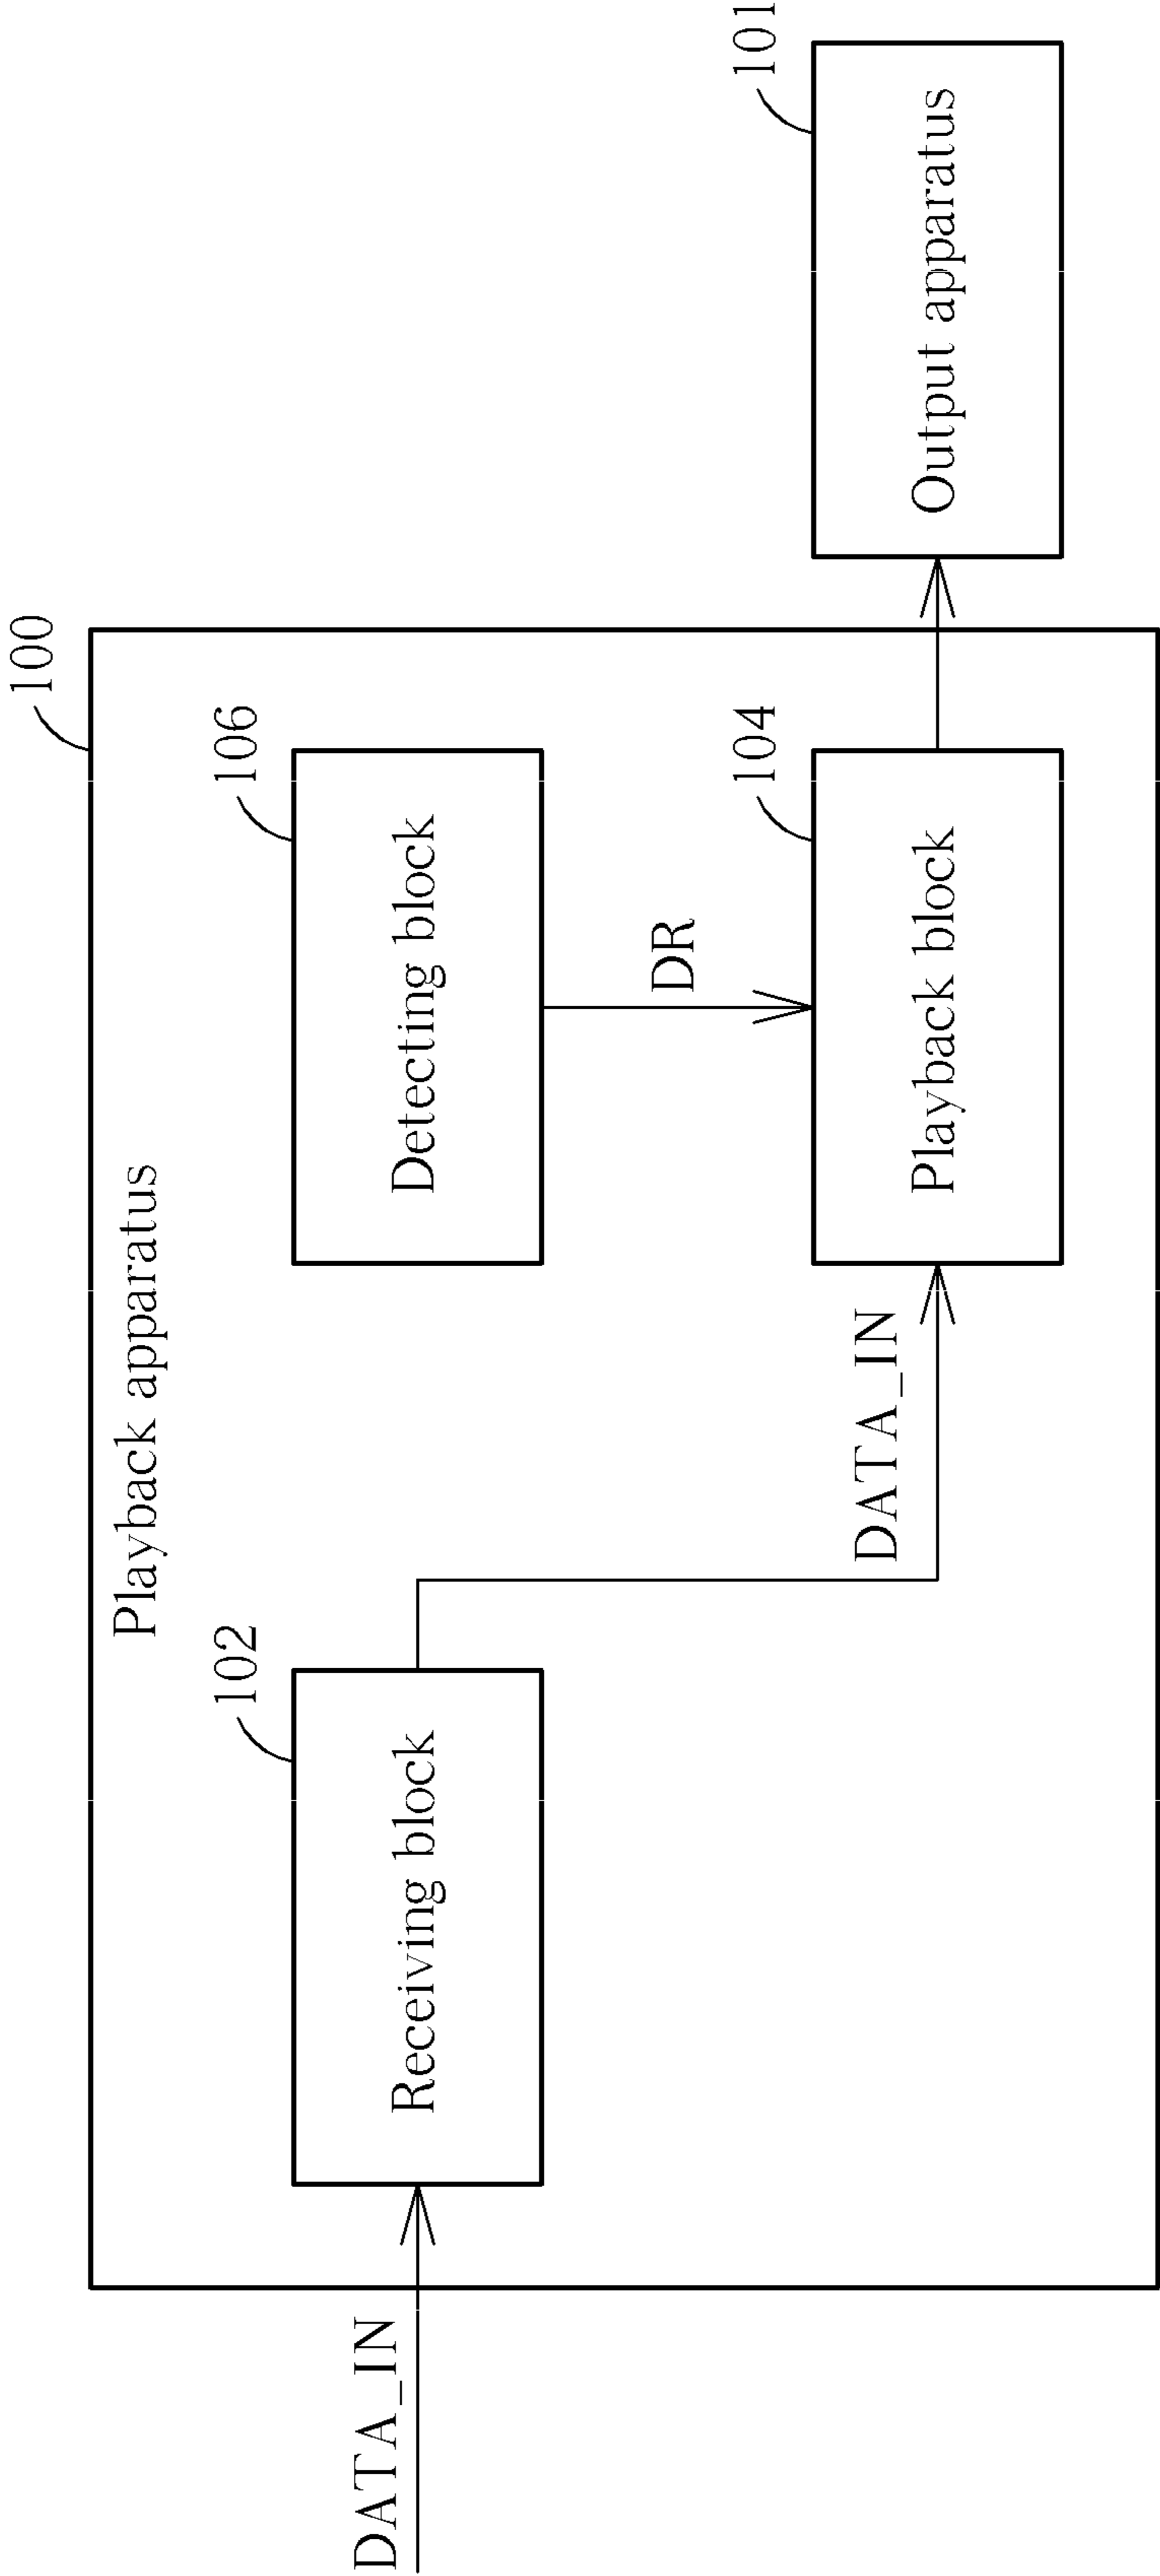 100
Playback apparatus
102
106
DATA_IN
Receiving block
Detecting block
DR
101
104
DATA_IN
Playback block
Output apparatus